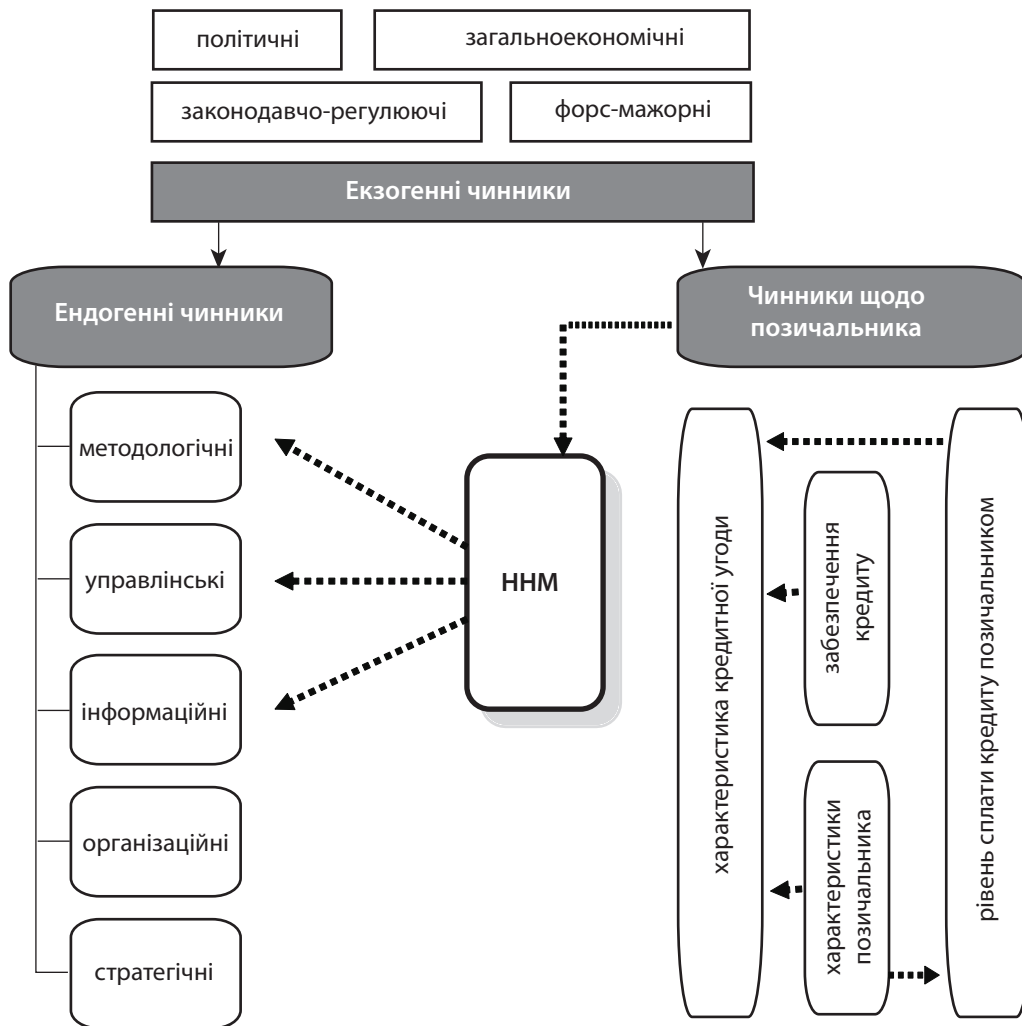 політичні
загальноекономічні
законодавчо-регулюючі
форс-мажорні
Екзогенні чинники
Ендогенні чинники
Чинники щодо
позичальника
методологічні
управлінські
інформаційні
організаційні
стратегічні
ННМ
характеристика кредитної угоди
забезпечення
кредиту
характеристики
позичальника
рівень сплати кредиту позичальником